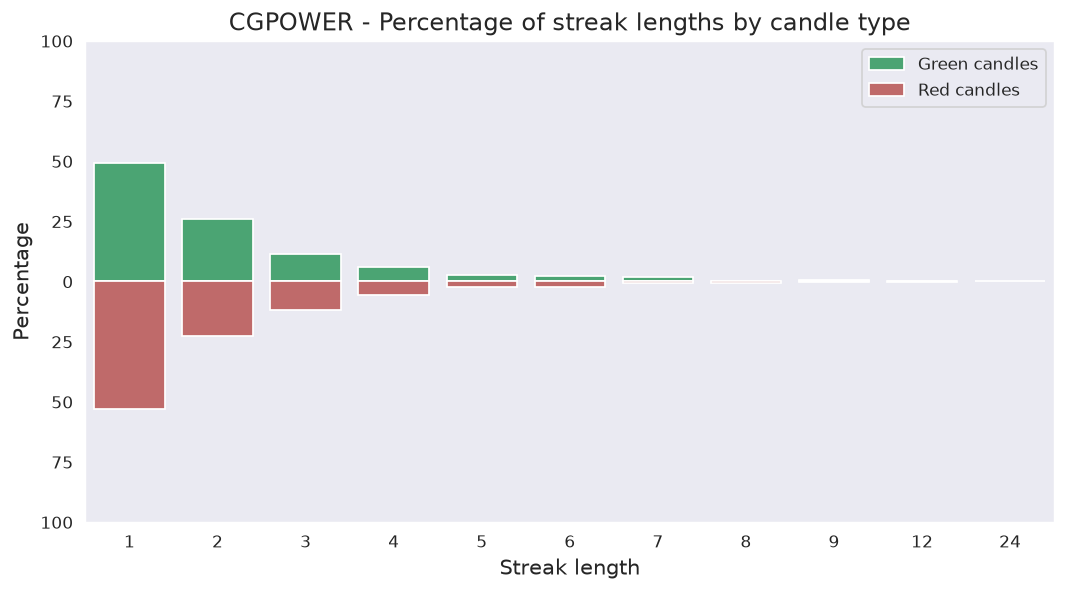 CGPOWER - Percentage of streak lengths by candle type
Green candles
Red candles
Percentage
100
75
50
25
0
25
50
75
100
1 2 3 4 5 6 7 8 9 12 24
Streak length